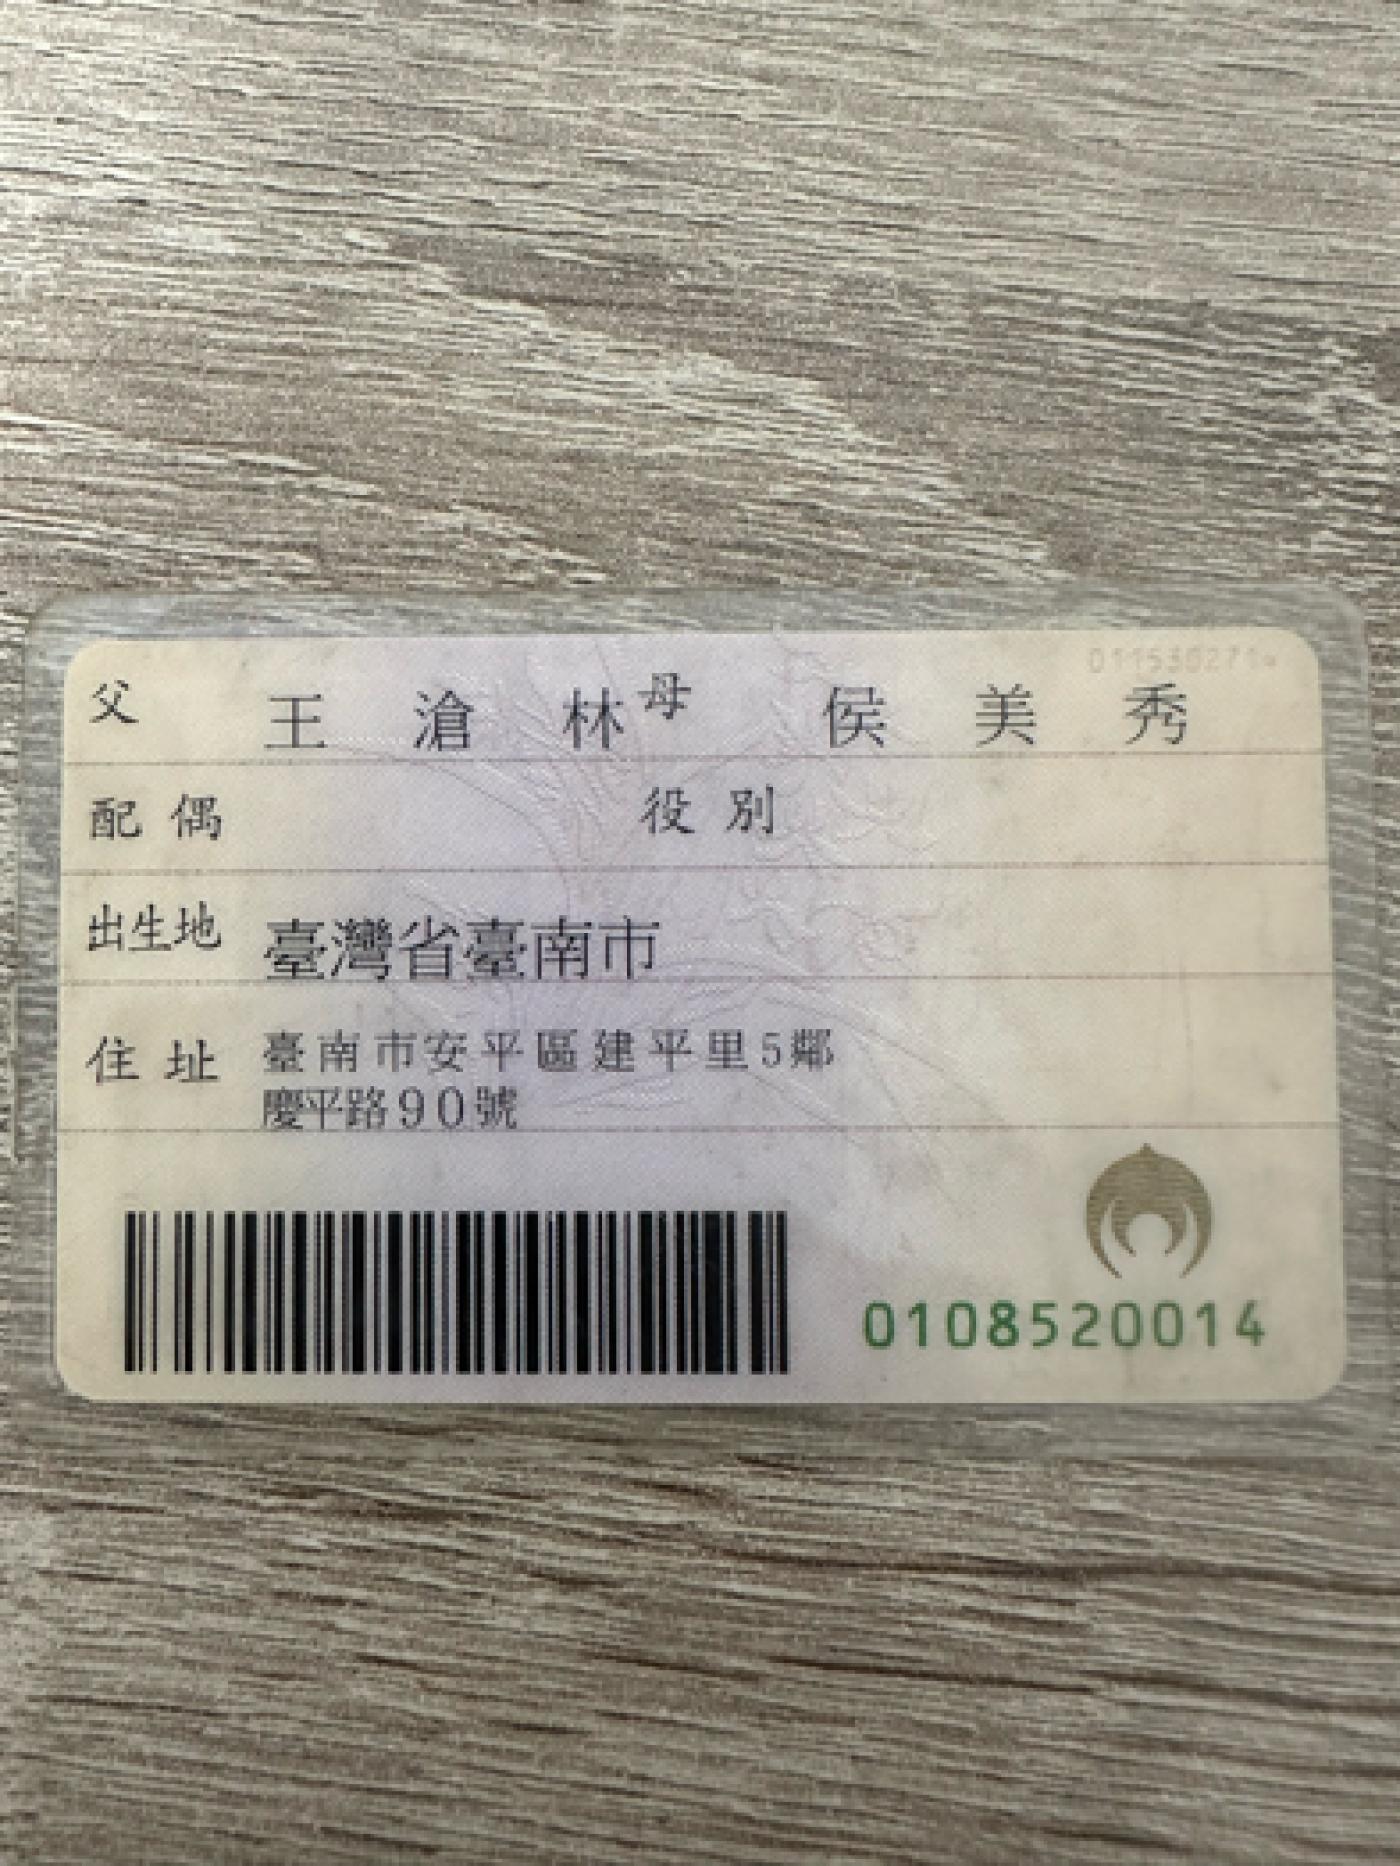 0115302710
父 王滄林 母 侯美秀
配偶 役別
出生地 臺灣省臺南市
住址 臺南市安平區建平里5鄰
慶平路90號
0108520014